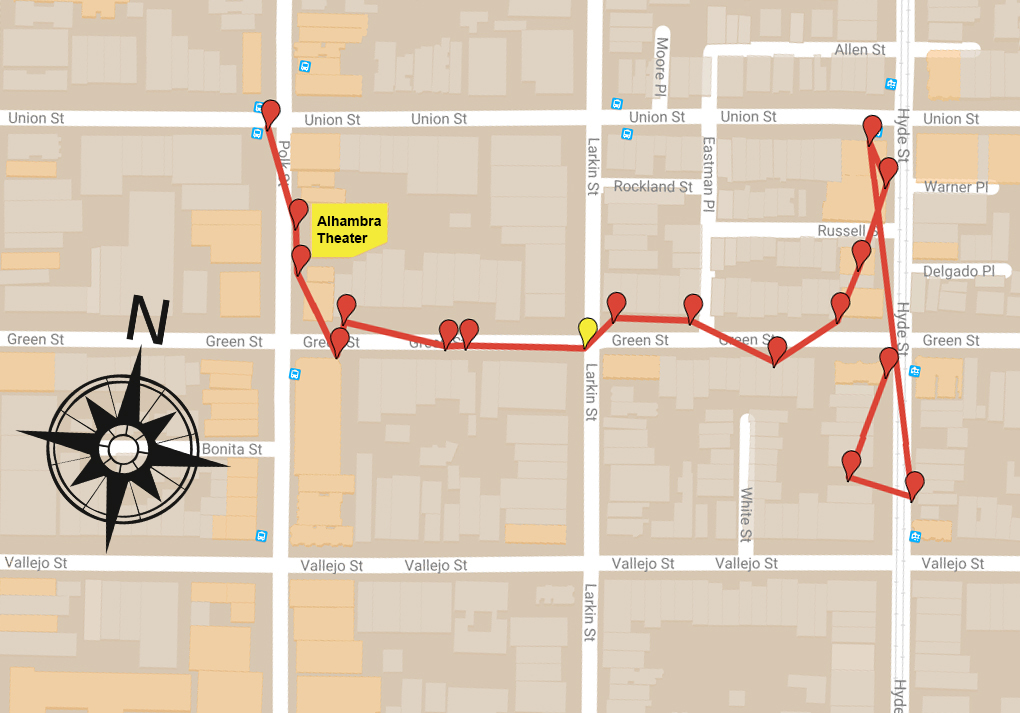 Allen St
Moore Pl
Union St
Union St
Union St
Union St
Union St
Union St
Hyde St
Polk St
Larkin St
Eastman Pl
Rockland St
Warner Pl
Alhambra
Theater
Russell S
Delgado Pl
N
Hyde St
Green St
Green St
Green St
Green St
Green St
Green St
Green St
Larkin St
Bonita St
White St
Vallejo St
Vallejo St
Vallejo St
Vallejo St
Vallejo St
Vallejo St
Larkin St
Hyde